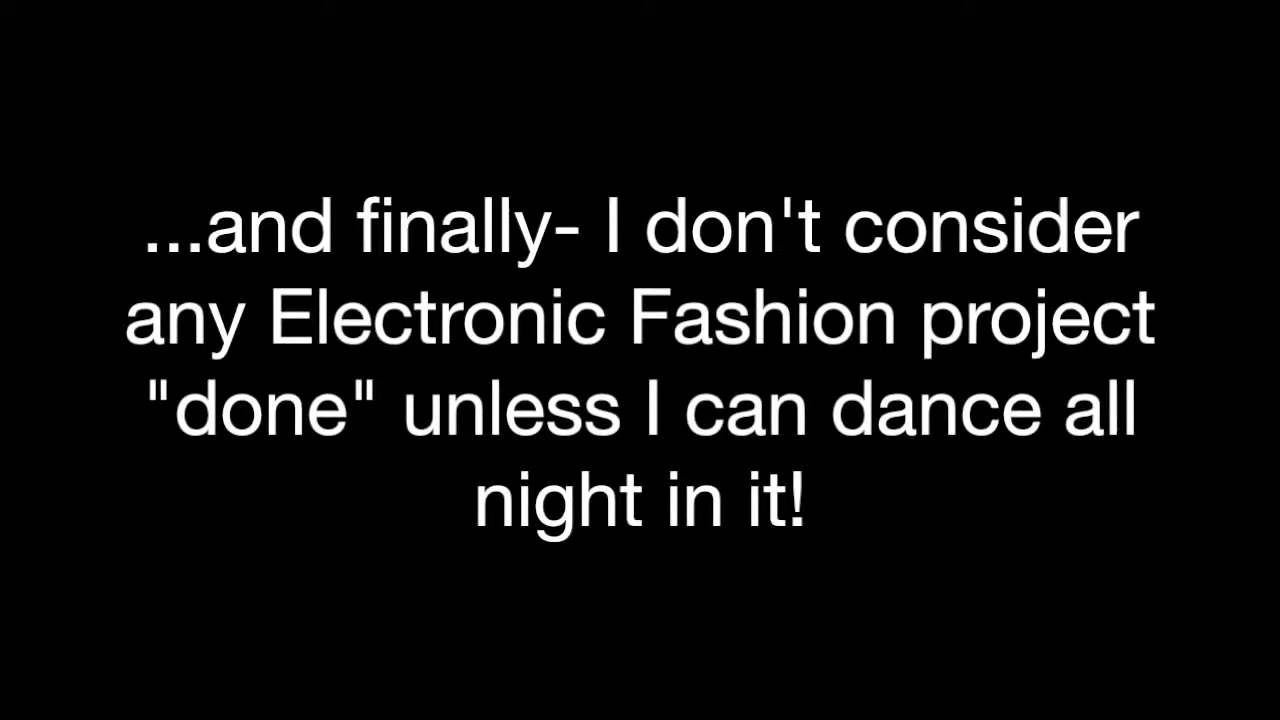 ...and finally- I don't consider
any Electronic Fashion project
"done" unless I can dance all
night in it!